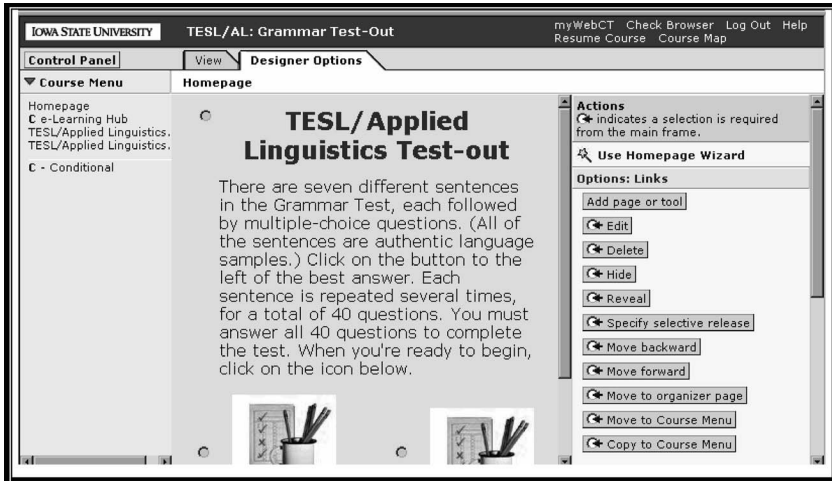 IOWA STATE UNIVERSITY
TESL/AL: Grammar Test-Out
myWebCT Check Browser Log Out Help
Resume Course Course Map
Control Panel
View
Designer Options
Course Menu
Homepage
Homepage
C e-Learning Hub
TESL/Applied Linguistics.
TESL/Applied Linguistics.
C - Conditional
TESL/Applied
Linguistics Test-out
There are seven different sentences
in the Grammar Test, each followed
by multiple-choice questions. (All of
the sentences are authentic language
samples.) Click on the button to the
left of the best answer. Each
sentence is repeated several times,
for a total of 40 questions. You must
answer all 40 questions to complete
the test. When you're ready to begin,
click on the icon below.
Actions
indicates a selection is required
from the main frame.
Use Homepage Wizard
Options: Links
Add page or tool
Edit
Delete
Hide
Reveal
Specify selective release
Move backward
Move forward
Move to organizer page
Move to Course Menu
Copy to Course Menu